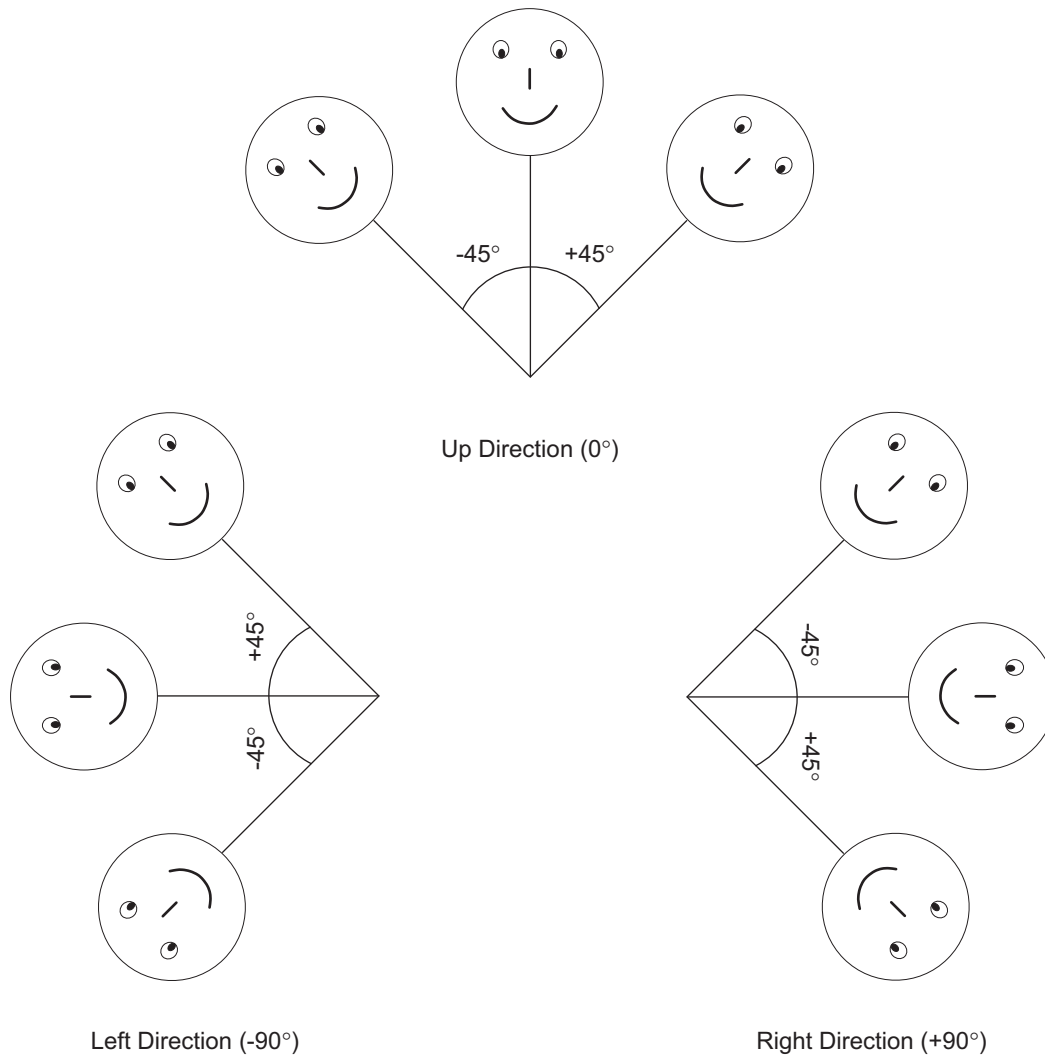 -45° +45°
Up Direction (0°)
+45°
-45°
-45°
+45°
Left Direction (-90°)
Right Direction (+90°)